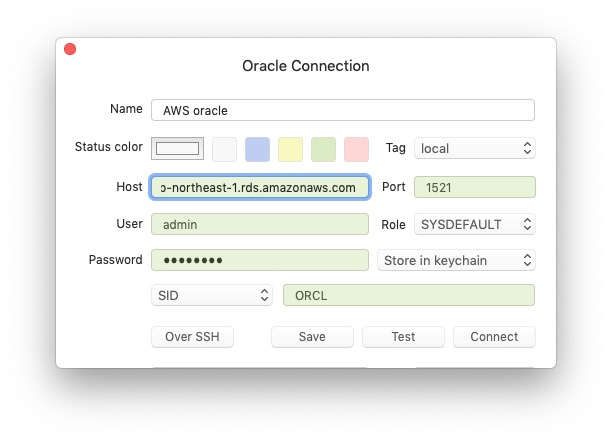 Oracle Connection
Name AWS oracle
Status color Tag local
Host o-northeast-1.rds.amazonaws.com Port 1521
User admin Role SYSDEFAULT
Password ●●●●●●●● Store in keychain
SID ORCL
Over SSH Save Test Connect